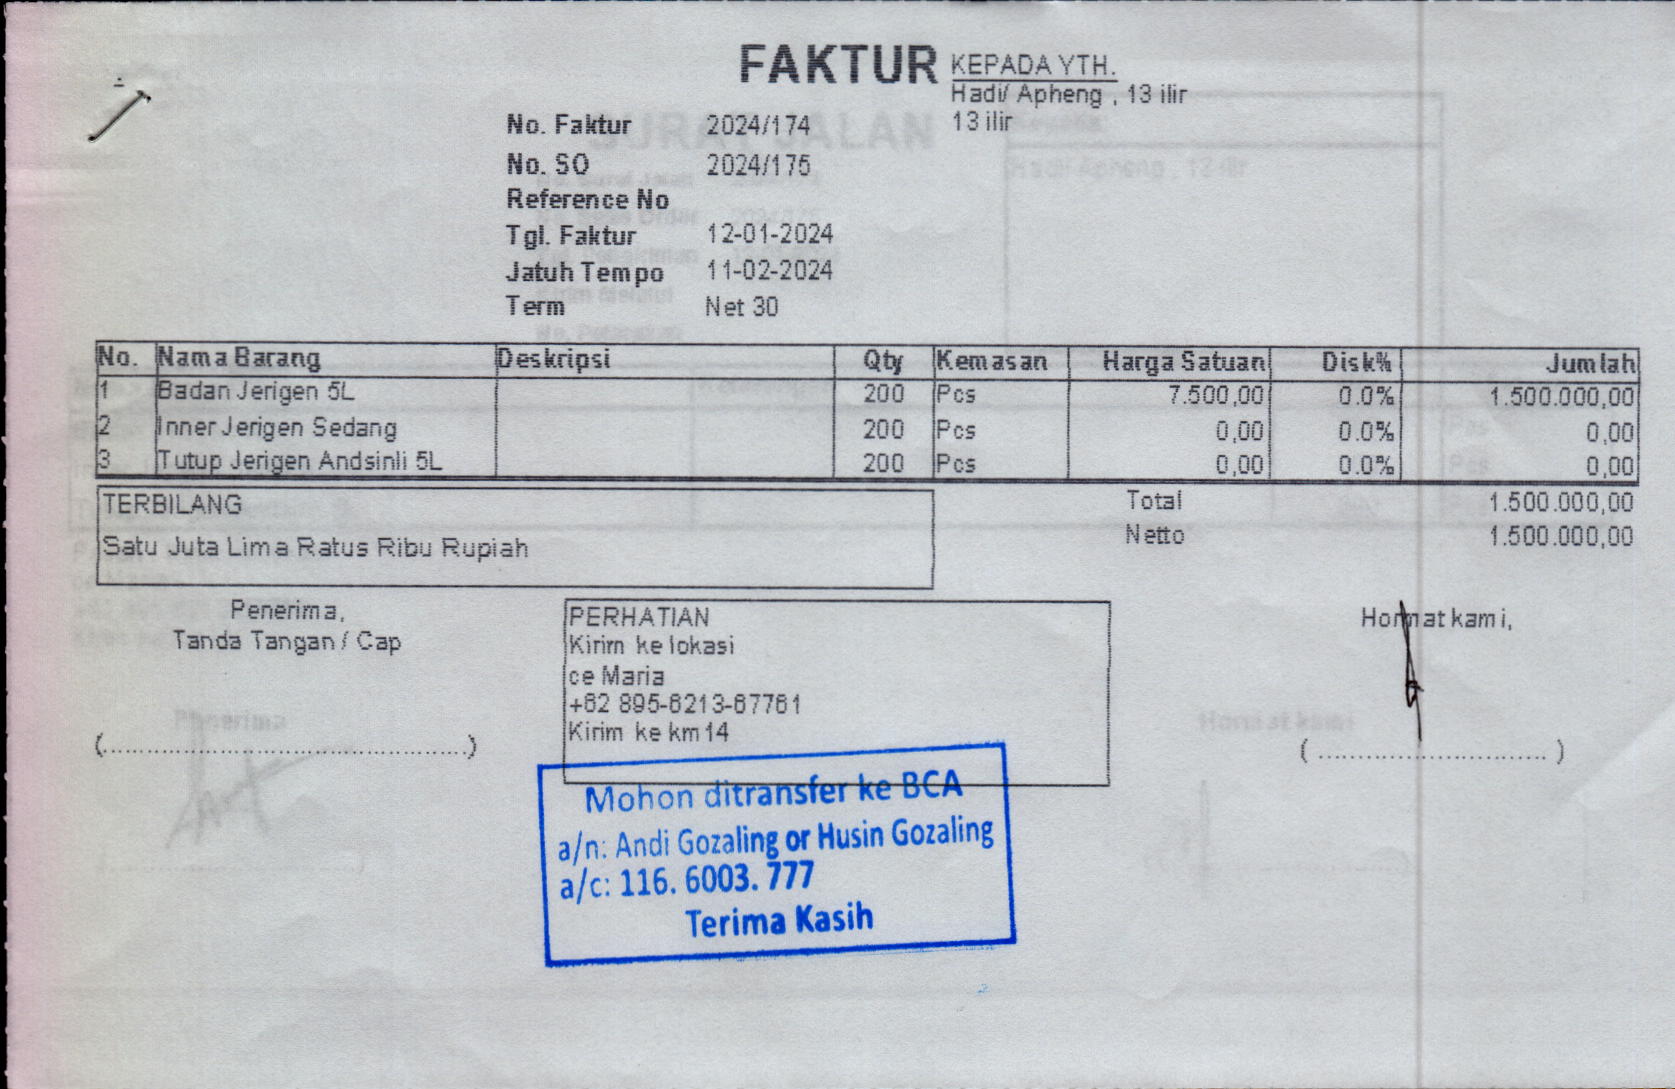 FAKTUR
KEPADA YTH.
Hadi/ Apheng , 13 ilir
13 ilir
No. Faktur 2024/174
No. SO 2024/175
Reference No
Tgl. Faktur 12-01-2024
Jatuh Tempo 11-02-2024
Term Net 30
No. Nama Barang Deskripsi Qty Kemasan Harga Satuan Disk% Jumlah
1 Badan Jerigen 5L 200 Pcs 7.500,00 0.0% 1.500.000,00
2 Inner Jerigen Sedang 200 Pcs 0,00 0.0% 0,00
3 Tutup Jerigen Andsinli 5L 200 Pcs 0,00 0.0% 0,00
TERBILANG
Satu Juta Lima Ratus Ribu Rupiah
Total 1.500.000,00
Netto 1.500.000,00
Penerima,
Tanda Tangan / Cap
(........................................)
PERHATIAN
Kirim ke lokasi
ce Maria
Kirim ke km14
Hormat kami,
(.........................)
Mohon ditransfer ke BCA
a/n: Andi Gozaling or Husin Gozaling
a/c: 116. 6003. 777
Terima Kasih